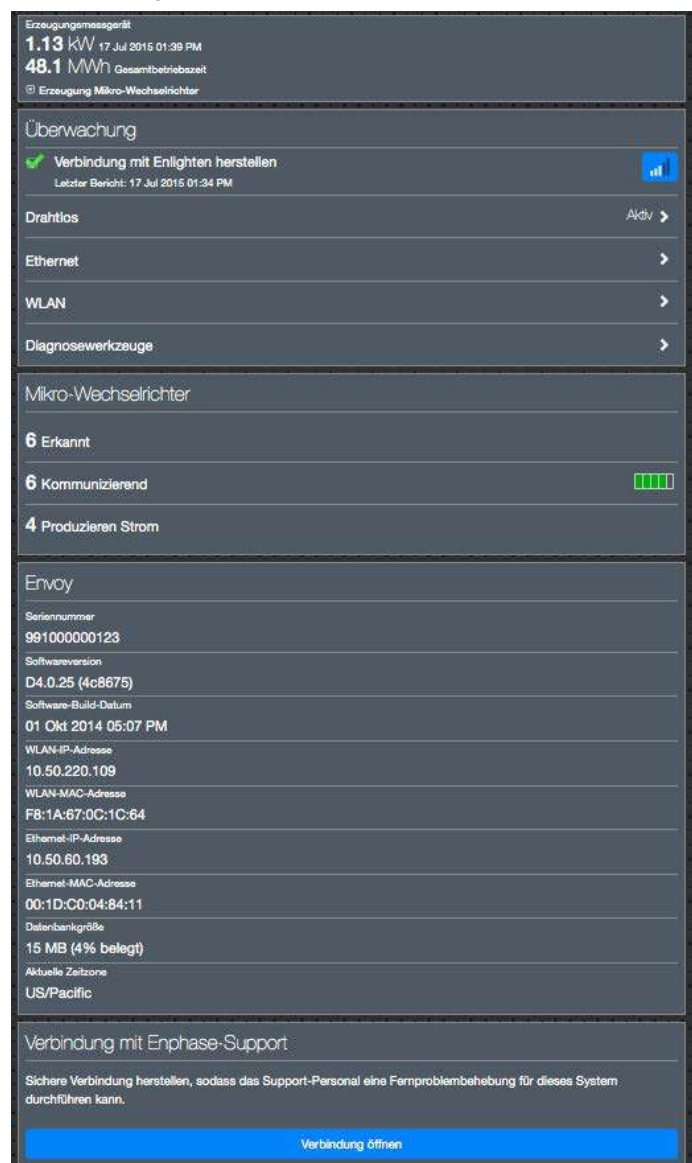 Erzeugungsmessgerät
1.13 kW 17 Jul 2015 01:39 PM
48.1 MWh Gesamtbetriebszeit
Erzeugung Mikro-Wechselrichter
Überwachung
Verbindung mit Enlighten herstellen
Letzter Bericht: 17 Jul 2015 01:34 PM
Drahtlos Aktiv
Ethernet
WLAN
Diagnosewerkzeuge
Mikro-Wechselrichter
6 Erkannt
6 Kommunizierend
4 Produzieren Strom
Envoy
Seriennummer
991000000123
Softwareversion
D4.0.25 (4c8675)
Software-Build-Datum
01 Okt 2014 05:07 PM
WLAN-IP-Adresse
10.50.220.109
WLAN-MAC-Adresse
F8:1A:67:0C:1C:64
Ethernet-IP-Adresse
10.50.60.193
Ethernet-MAC-Adresse
00:1D:C0:04:84:11
Datenbankgröße
15 MB (4% belegt)
Aktuelle Zeitzone
US/Pacific
Verbindung mit Enphase-Support
Sichere Verbindung herstellen, sodass das Support-Personal eine Fernproblembehebung für dieses System
durchführen kann.
Verbindung öffnen